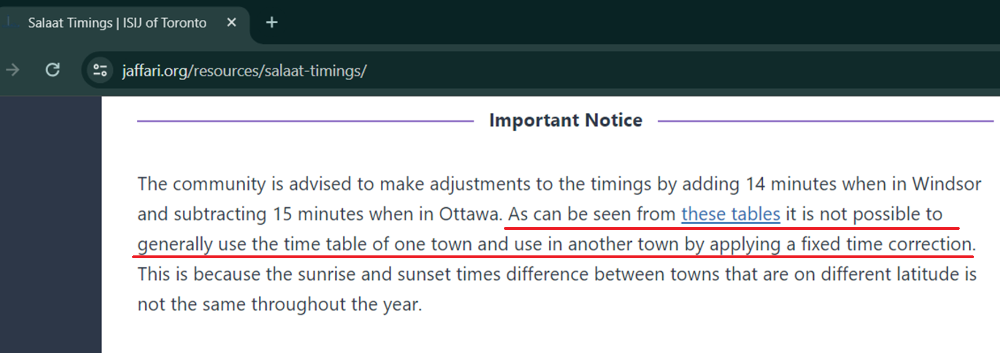 Salaat Timings | ISIJ of Toronto
jaffari.org/resources/salaat-timings/
Important Notice
The community is advised to make adjustments to the timings by adding 14 minutes when in Windsor
and subtracting 15 minutes when in Ottawa. As can be seen from these tables it is not possible to
generally use the time table of one town and use in another town by applying a fixed time correction.
This is because the sunrise and sunset times difference between towns that are on different latitude is
not the same throughout the year.